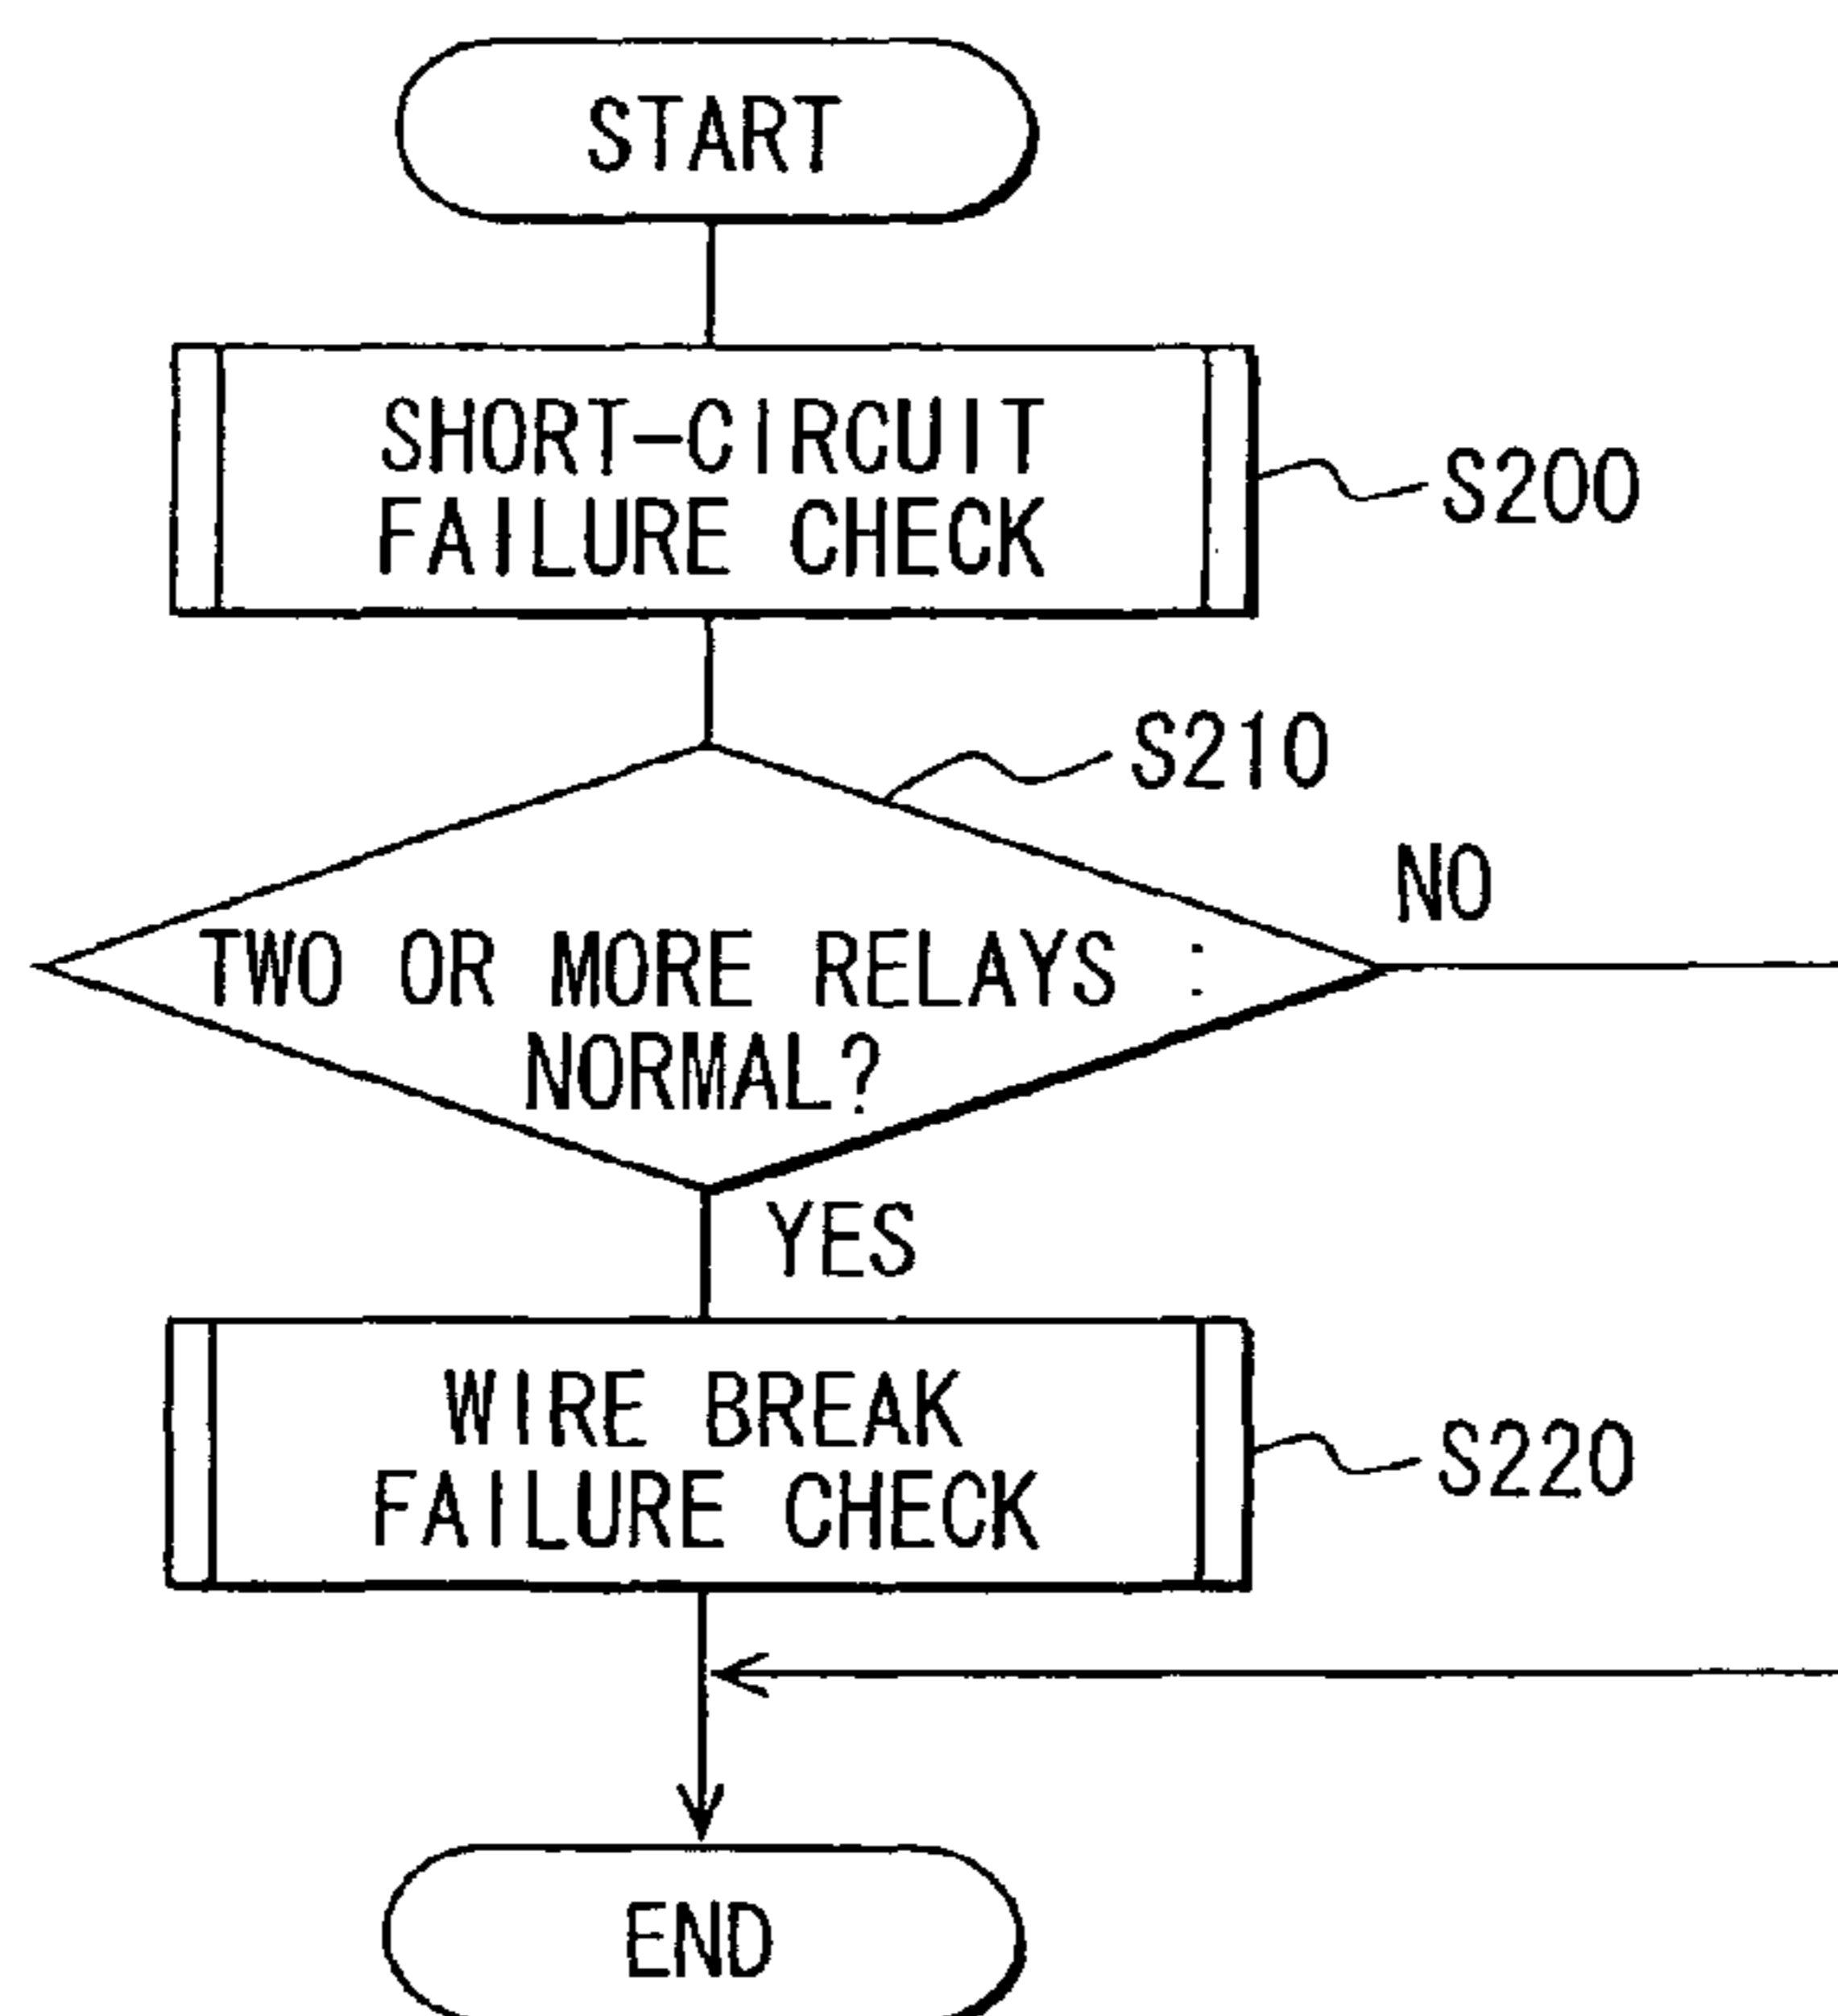 START
SHORT-CIRCUIT
FAILURE CHECK
S200
S210
NO
TWO OR MORE RELAYS :
NORMAL?
YES
WIRE BREAK
FAILURE CHECK
S220
END